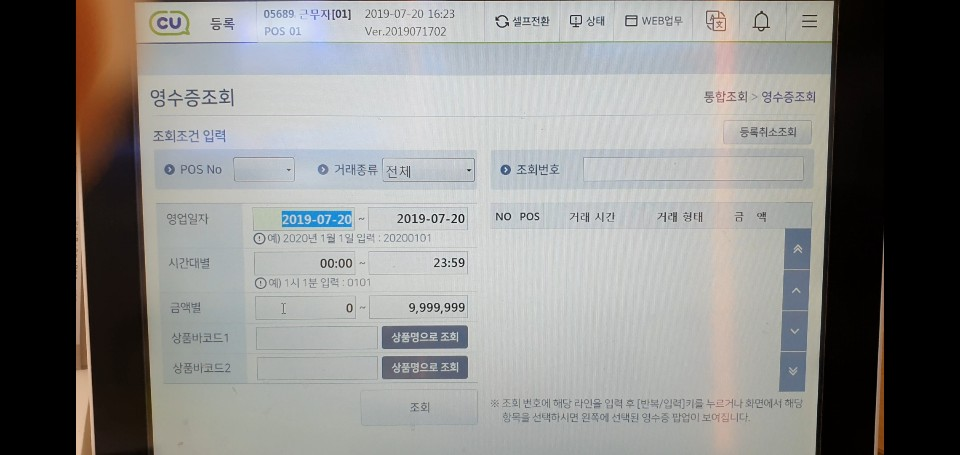 CU 등록 05689. 근무자[01] 2019-07-20 16:23 셀프전환 상태 WEB업무
POS 01 Ver.2019071702
영수증조회 통합조회 > 영수증조회
조회조건 입력 등록취소조회
POS No 거래종류 전체 조회번호
영업일자 2019-07-20 ~ 2019-07-20 NO POS 거래 시간 거래 형태 금 액
예) 2020년 1월 1일 입력 : 20200101
시간대별 00:00 ~ 23:59
예) 1시 1분 입력 : 0101
금액별 0 ~ 9,999,999
상품바코드1 상품명으로 조회
상품바코드2 상품명으로 조회
조회 ※ 조회 번호에 해당 라인을 입력 후 [반복/입력]키를 누르거나 화면에서 해당
항목을 선택하시면 왼쪽에 선택된 영수증 팝업이 보여집니다.